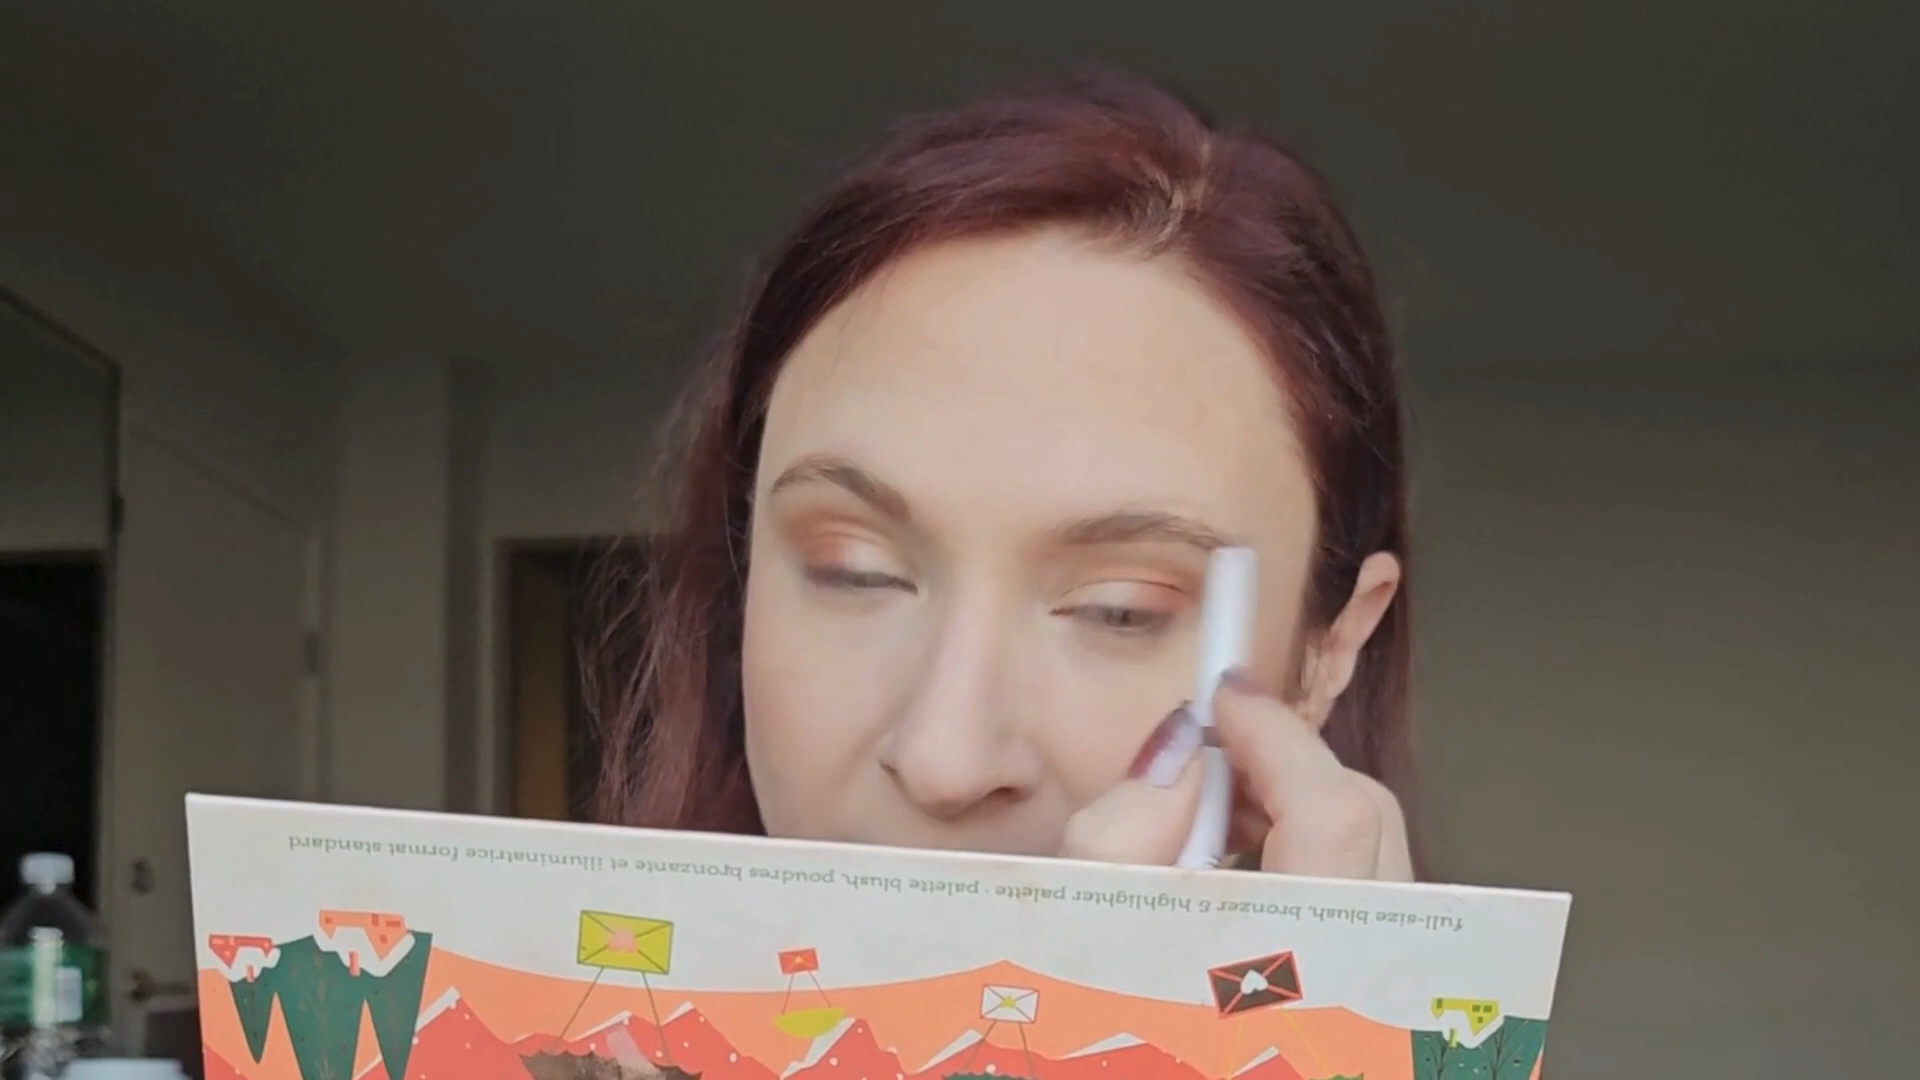 full-size blush, bronzer & highlighter palette · palette blush, poudres bronzante et illuminatrice format standard